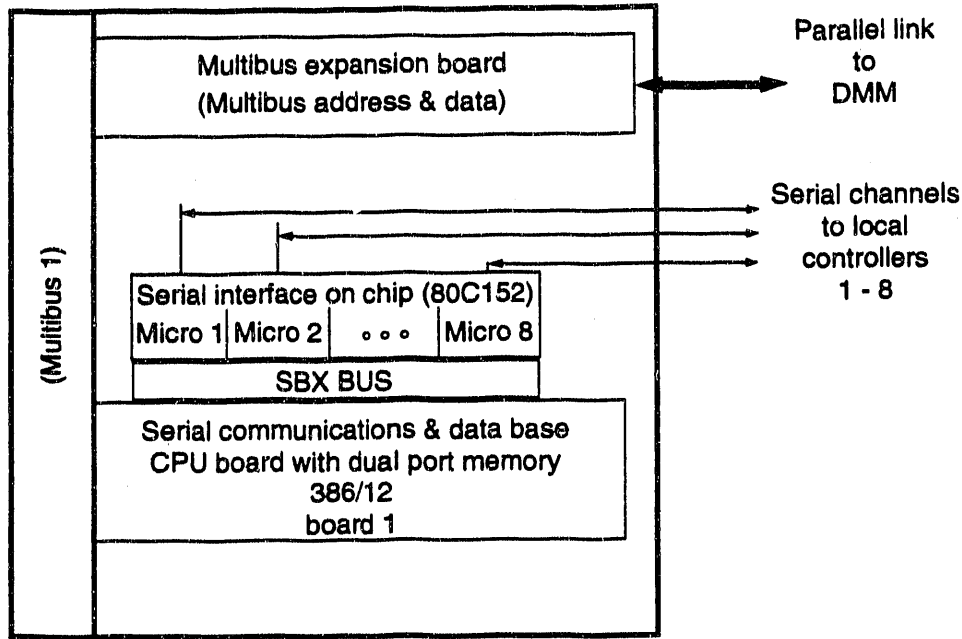 Multibus expansion board
(Multibus address & data)
Parallel link
to
DMM
Serial channels
to local
controllers
1 - 8
(Multibus 1)
Serial interface on chip (80C152)
Micro 1 Micro 2 ∘ ∘ ∘ Micro 8
SBX BUS
Serial communications & data base
CPU board with dual port memory
386/12
board 1